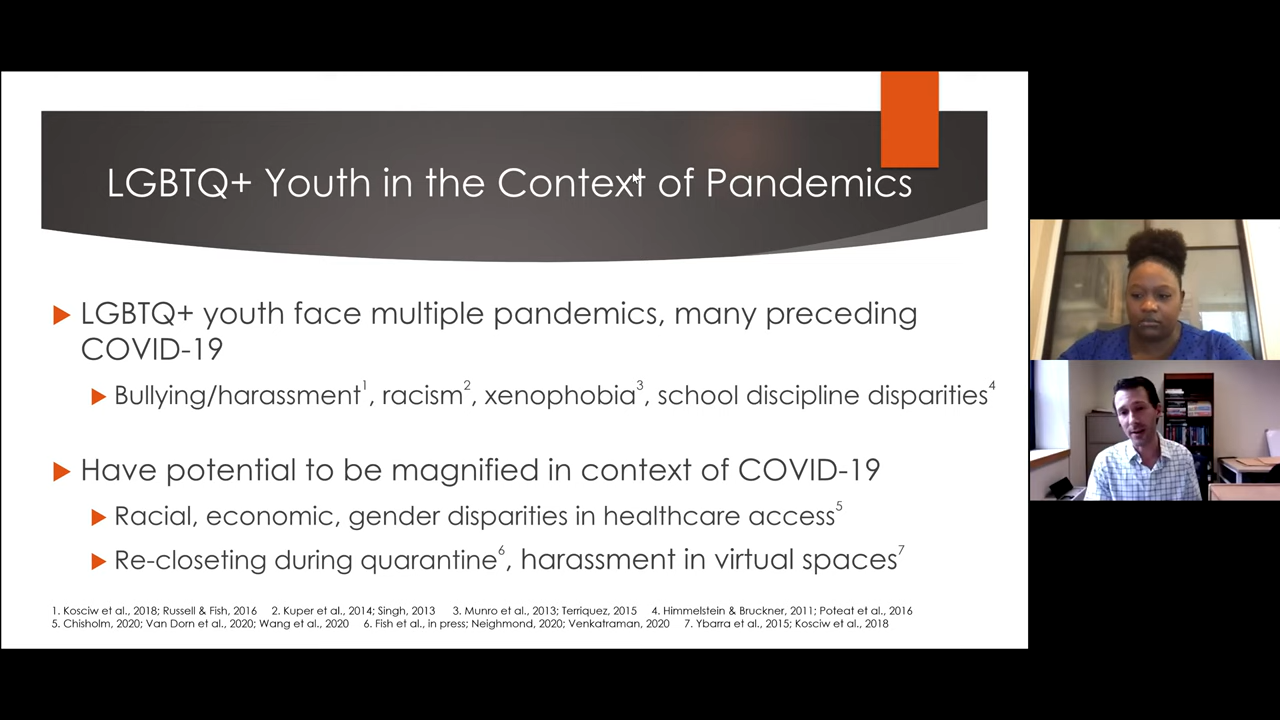 LGBTQ+ Youth in the Context of Pandemics
LGBTQ+ youth face multiple pandemics, many preceding
COVID-19
Bullying/harassment1, racism2, xenophobia3, school discipline disparities4
Have potential to be magnified in context of COVID-19
Racial, economic, gender disparities in healthcare access5
Re-closeting during quarantine6, harassment in virtual spaces7
1. Kosciw et al., 2018; Russell & Fish, 2016 2. Kuper et al., 2014; Singh, 2013 3. Munro et al., 2013; Terriquez, 2015 4. Himmelstein & Bruckner, 2011; Poteat et al., 2016
5. Chisholm, 2020; Van Dorn et al., 2020; Wang et al., 2020 6. Fish et al., in press; Neighmond, 2020; Venkatraman, 2020 7. Ybarra et al., 2015; Kosciw et al., 2018